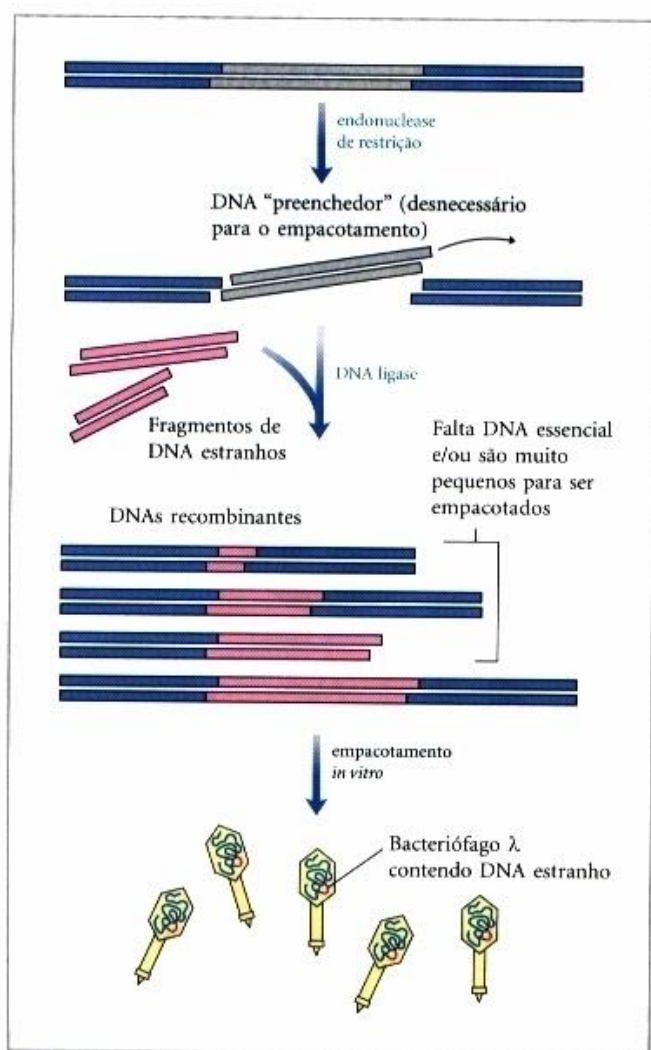 endonuclease
de restrição
DNA "preenchedor" (desnecessário
para o empacotamento)
DNA ligase
Fragmentos de
DNA estranhos
Falta DNA essencial
e/ou são muito
pequenos para ser
empacotados
DNAs recombinantes
empacotamento
in vitro
Bacteriófago λ
contendo DNA estranho